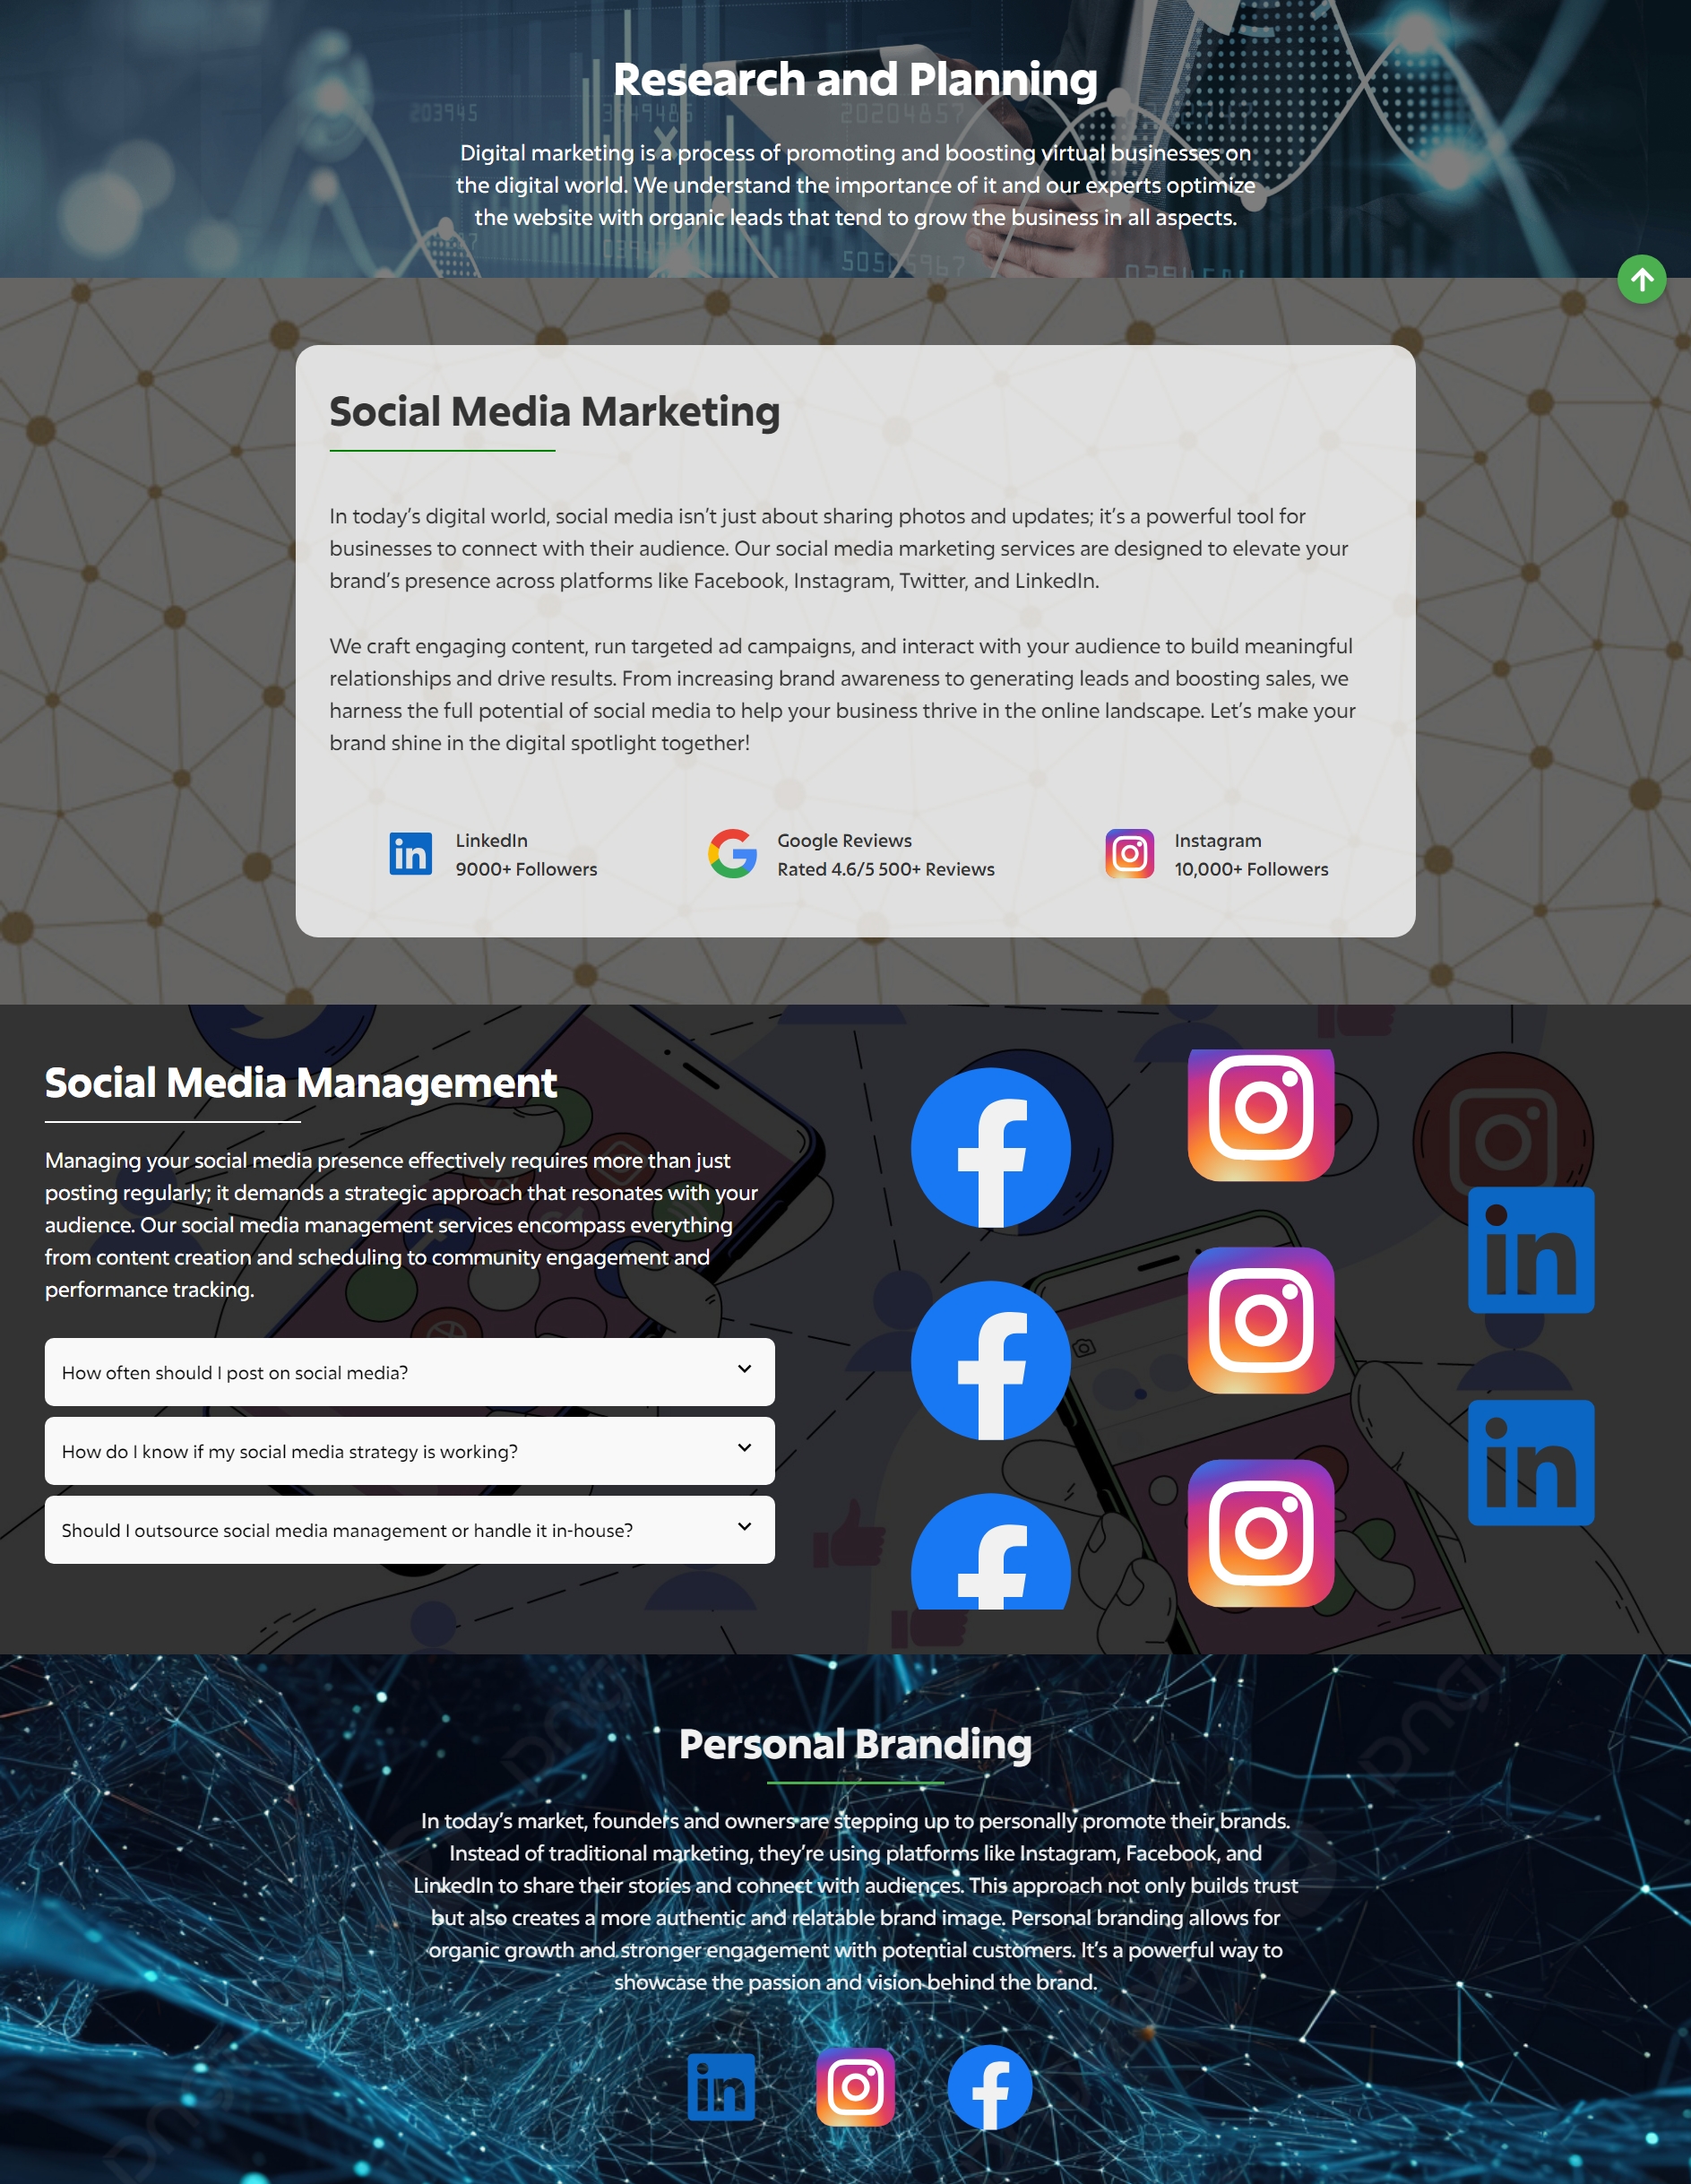 Research and Planning
203945
20204857
Digital marketing is a process of promoting and boosting virtual businesses on
the digital world. We understand the importance of it and our experts optimize
the website with organic leads that tend to grow the business in all aspects.
Social Media Marketing
In today's digital world, social media isn't just about sharing photos and updates; it's a powerful tool for
businesses to connect with their audience. Our social media marketing services are designed to elevate your
brand's presence across platforms like Facebook, Instagram, Twitter, and LinkedIn.
We craft engaging content, run targeted ad campaigns, and interact with your audience to build meaningful
relationships and drive results. From increasing brand awareness to generating leads and boosting sales, we
harness the full potential of social media to help your business thrive in the online landscape. Let's make your
brand shine in the digital spotlight together!
in
LinkedIn
9000+ Followers
Google Reviews
Rated 4.6/5 500+ Reviews
Instagram
10,000+ Followers
Social Media Management
Managing your social media presence effectively requires more than just
posting regularly; it demands a strategic approach that resonates with your
audience. Our social media management services encompass everything
from content creation and scheduling to community engagement and
performance tracking.
How often should I post on social media?
How do I know if my social media strategy is working?
Should I outsource social media management or handle it in-house?
f
in
f
in
f
Personal Branding
In today's market, founders and owners are stepping up to personally promote their brands.
Instead of traditional marketing, they're using platforms like Instagram, Facebook, and
LinkedIn to share their stories and connect with audiences. This approach not only builds trust
but also creates a more authentic and relatable brand image. Personal branding allows for
organic growth and stronger engagement with potential customers. It's a powerful way to
showcase the passion and vision behind the brand.
in
f